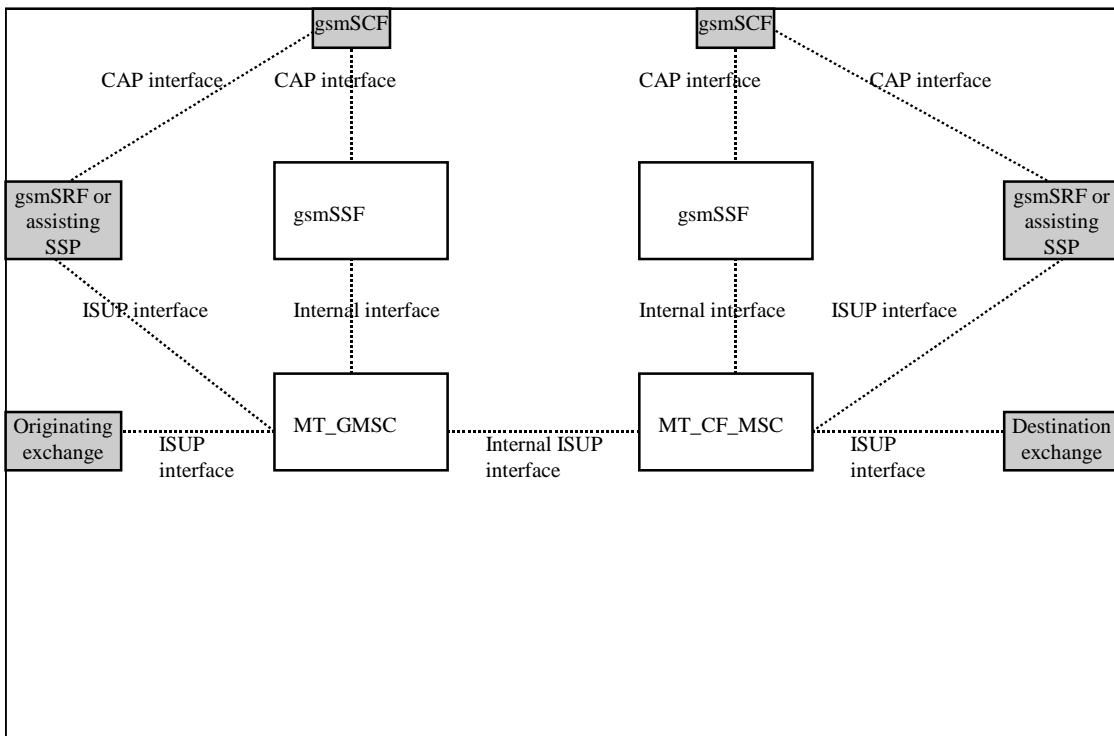 gsmSCF
gsmSCF
CAP interface
CAP interface
CAP interface
CAP interface
gsmSRF or
assisting
SSP
gsmSSF
gsmSSF
gsmSRF or
assisting
SSP
ISUP interface
Internal interface
Internal interface
ISUP interface
Originating
exchange
ISUP
interface
MT_GMSC
Internal ISUP
interface
MT_CF_MSC
ISUP
interface
Destination
exchange